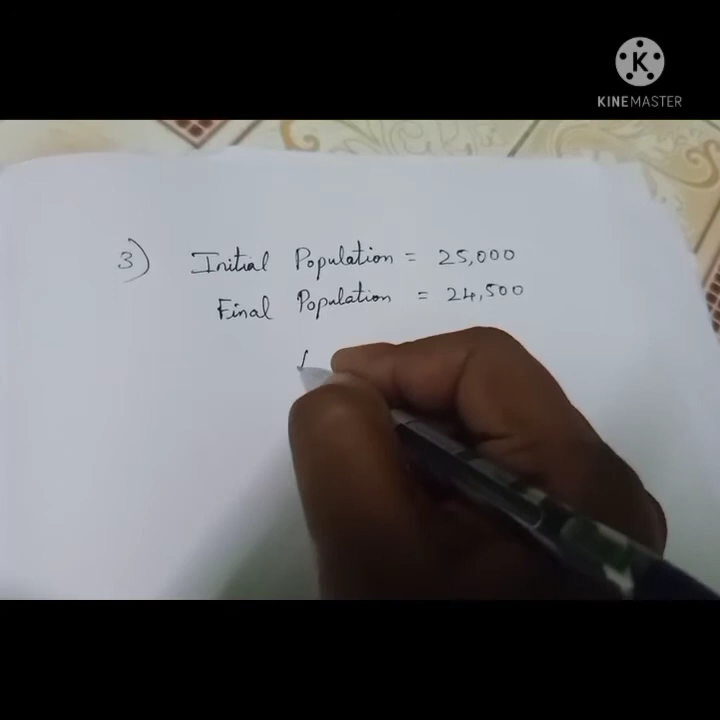 KINEMASTER
3) Initial Population = 25,000
Final Population = 24,500